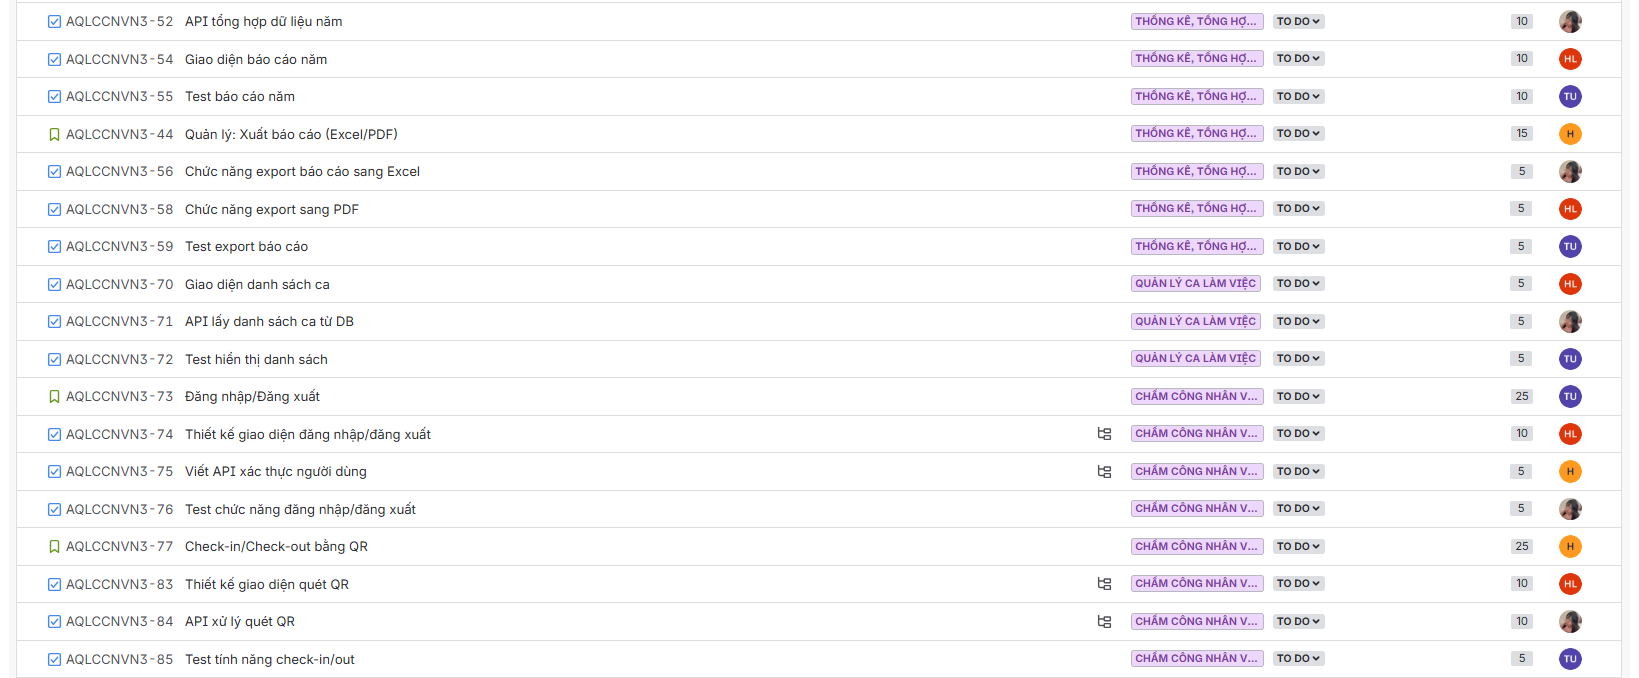 AQLCCNVN3-52 API tổng hợp dữ liệu năm THỐNG KÊ, TỔNG HỢ... TO DO 10
AQLCCNVN3-54 Giao diện báo cáo năm THỐNG KÊ, TỔNG HỢ... TO DO 10 HL
AQLCCNVN3-55 Test báo cáo năm THỐNG KÊ, TỔNG HỢ... TO DO 10 TU
AQLCCNVN3-44 Quản lý: Xuất báo cáo (Excel/PDF) THỐNG KÊ, TỔNG HỢ... TO DO 15 H
AQLCCNVN3-56 Chức năng export báo cáo sang Excel THỐNG KÊ, TỔNG HỢ... TO DO 5
AQLCCNVN3-58 Chức năng export sang PDF THỐNG KÊ, TỔNG HỢ... TO DO 5 HL
AQLCCNVN3-59 Test export báo cáo THỐNG KÊ, TỔNG HỢ... TO DO 5 TU
AQLCCNVN3-70 Giao diện danh sách ca QUẢN LÝ CA LÀM VIỆC TO DO 5 HL
AQLCCNVN3-71 API lấy danh sách ca từ DB QUẢN LÝ CA LÀM VIỆC TO DO 5
AQLCCNVN3-72 Test hiển thị danh sách QUẢN LÝ CA LÀM VIỆC TO DO 5 TU
AQLCCNVN3-73 Đăng nhập/Đăng xuất CHẤM CÔNG NHÂN V... TO DO 25 TU
AQLCCNVN3-74 Thiết kế giao diện đăng nhập/đăng xuất CHẤM CÔNG NHÂN V... TO DO 10 HL
AQLCCNVN3-75 Viết API xác thực người dùng CHẤM CÔNG NHÂN V... TO DO 5 H
AQLCCNVN3-76 Test chức năng đăng nhập/đăng xuất CHẤM CÔNG NHÂN V... TO DO 5
AQLCCNVN3-77 Check-in/Check-out bằng QR CHẤM CÔNG NHÂN V... TO DO 25 H
AQLCCNVN3-83 Thiết kế giao diện quét QR CHẤM CÔNG NHÂN V... TO DO 10 HL
AQLCCNVN3-84 API xử lý quét QR CHẤM CÔNG NHÂN V... TO DO 10
AQLCCNVN3-85 Test tính năng check-in/out CHẤM CÔNG NHÂN V... TO DO 5 TU